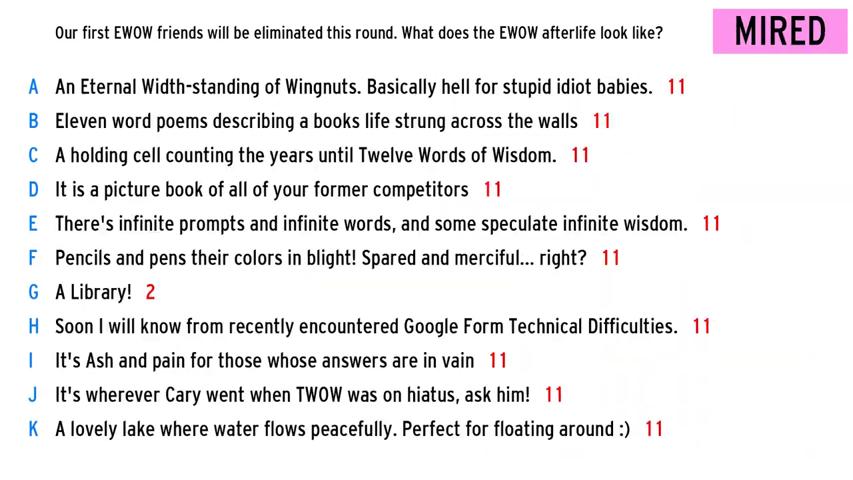 Our first EWOW friends will be eliminated this round. What does the EWOW afterlife look like?
MIRED
A An Eternal Width-standing of Wingnuts. Basically hell for stupid idiot babies. 11
B Eleven word poems describing a books life strung across the walls 11
C A holding cell counting the years until Twelve Words of Wisdom. 11
D It is a picture book of all of your former competitors 11
E There's infinite prompts and infinite words, and some speculate infinite wisdom. 11
F Pencils and pens their colors in blight! Spared and merciful... right? 11
G A Library! 2
H Soon I will know from recently encountered Google Form Technical Difficulties. 11
I It's Ash and pain for those whose answers are in vain 11
J It's wherever Cary went when TWOW was on hiatus, ask him! 11
K A lovely lake where water flows peacefully. Perfect for floating around :) 11